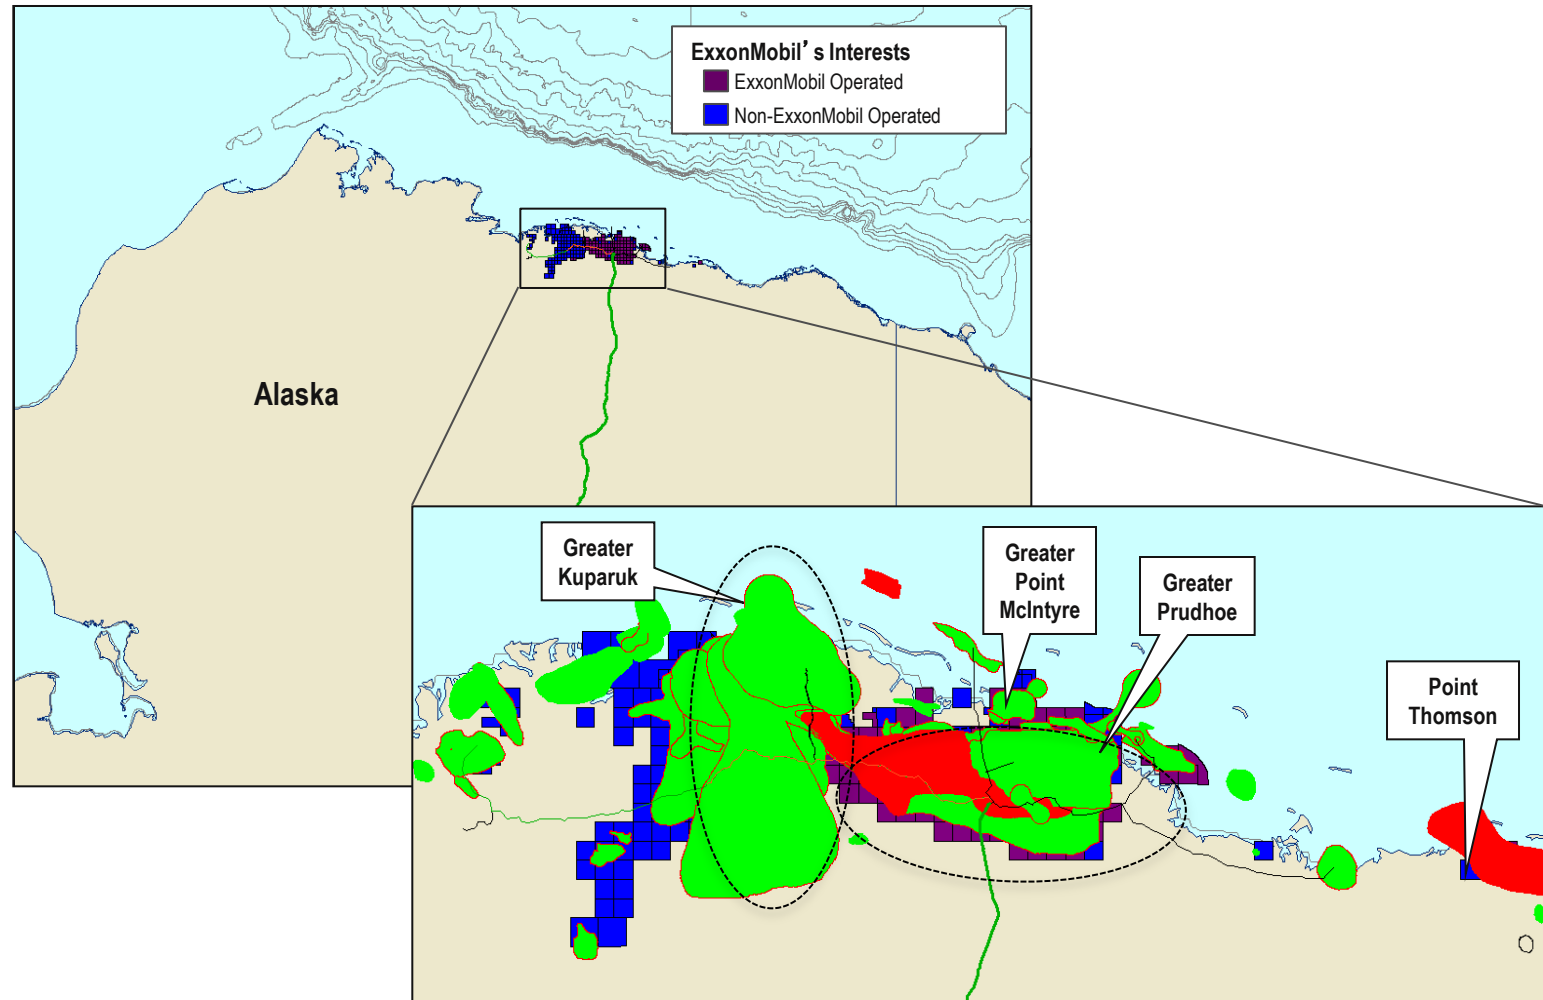 ExxonMobil's Interests
ExxonMobil Operated
Non-ExxonMobil Operated
Alaska
Greater
Kuparuk
Greater
Point
McIntyre
Greater
Prudhoe
Point
Thomson